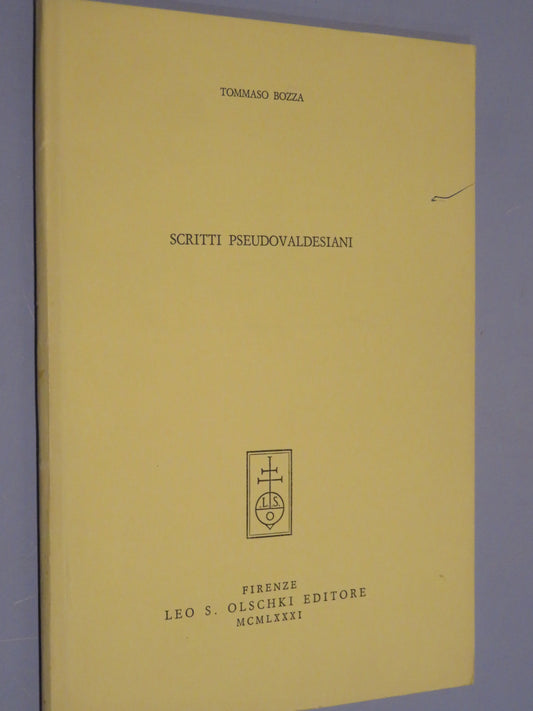 TOMMASO BOZZA
SCRITTI PSEUDOVALDESIANI
L. S.
O
FIRENZE
LEO S. OLSCHKI EDITORE
MCMLXXXI